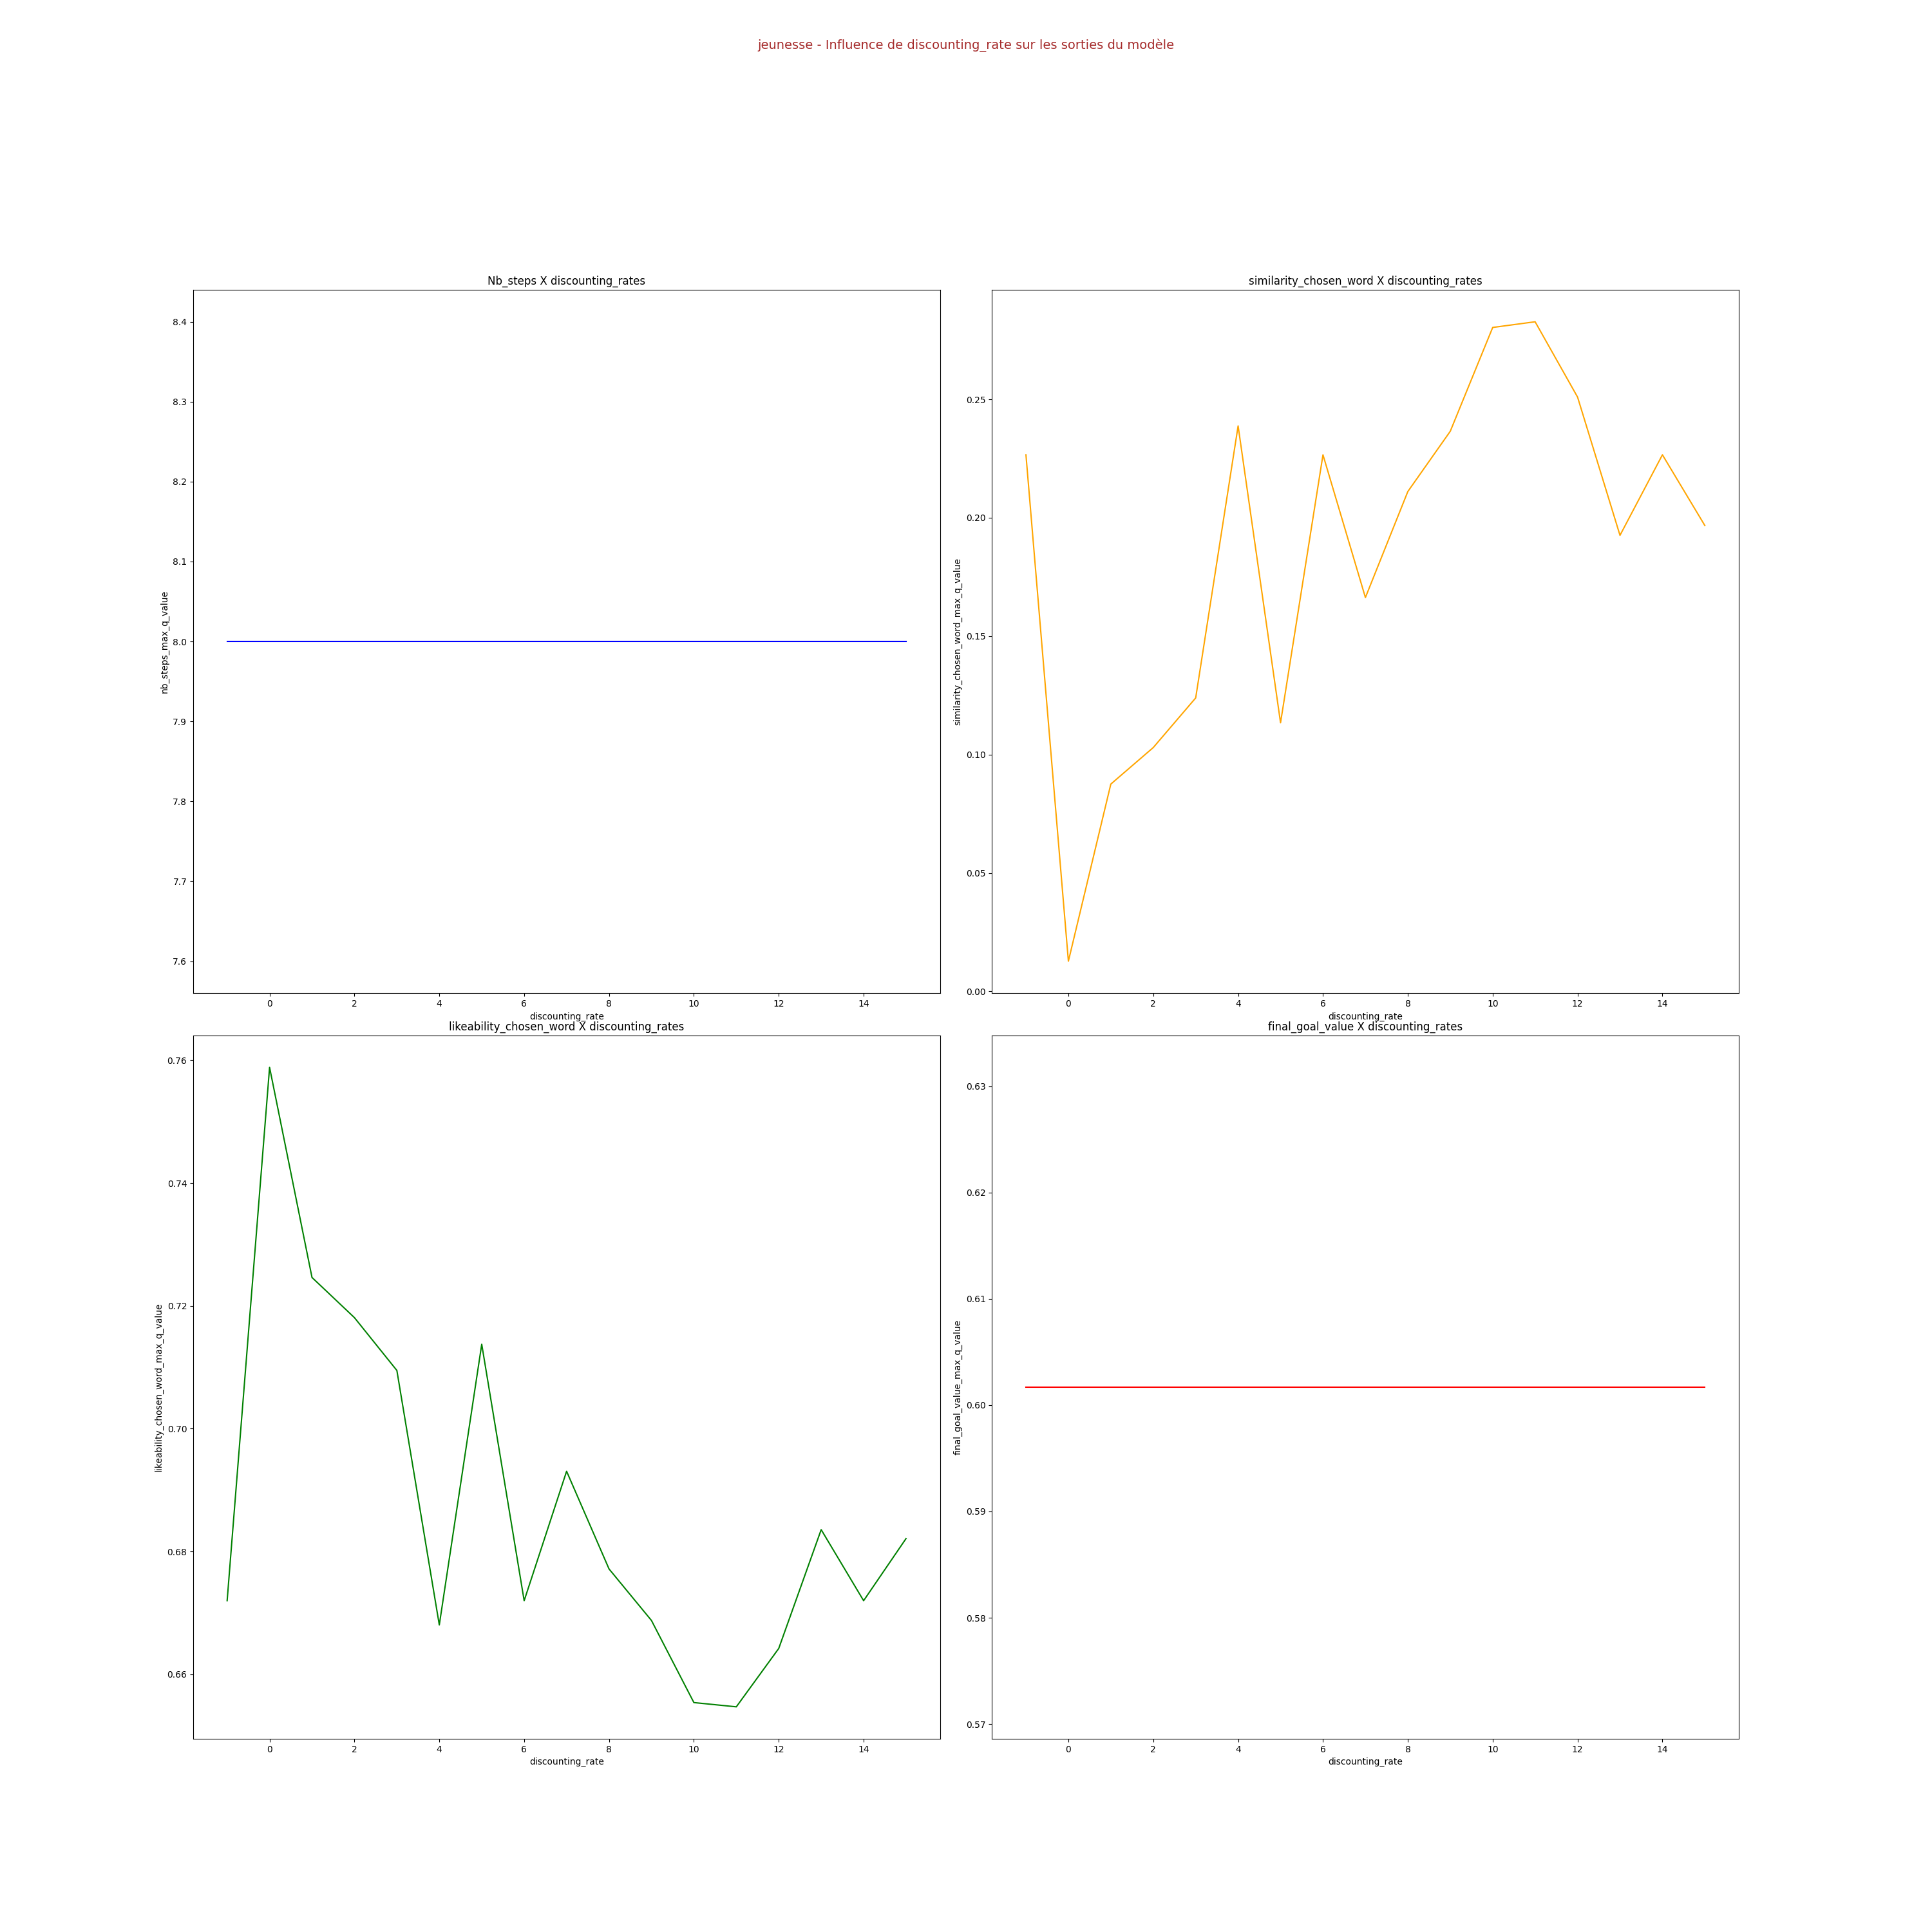 jeunesse - Influence de discounting_rate sur les sorties du modèle
Nb_steps X discounting_rates
nb_steps_max_q_value
8.4
8.3
8.2
8.1
8.0
7.9
7.8
7.7
7.6
0 2 4 6 8 10 12 14
discounting_rate
similarity_chosen_word X discounting_rates
similarity_chosen_word_max_q_value
0.25
0.20
0.15
0.10
0.05
0.00
0 2 4 6 8 10 12 14
discounting_rate
likeability_chosen_word X discounting_rates
likeability_chosen_word_max_q_value
0.76
0.74
0.72
0.70
0.68
0.66
0 2 4 6 8 10 12 14
discounting_rate
final_goal_value X discounting_rates
final_goal_value_max_q_value
0.63
0.62
0.61
0.60
0.59
0.58
0.57
0 2 4 6 8 10 12 14
discounting_rate